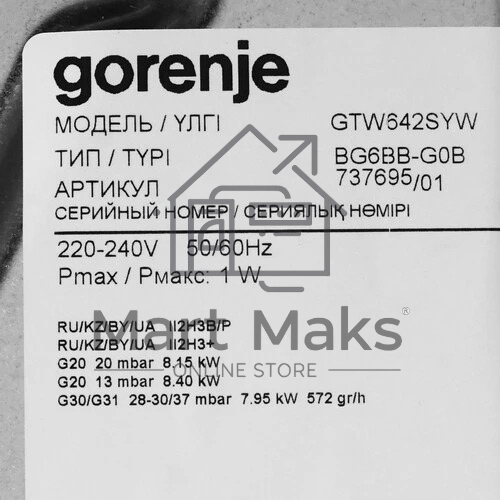 gorenje
МОДЕЛЬ / ҮЛГІ GTW642SYW
ТИП / TYPI BG6BB-G0B
АРТИКУЛ 737695/01
СЕРИЙНЫЙ НОМЕР / СЕРИЯЛЫҚ НӨМІРІ
220-240V 50/60Hz
Pmax / Рмакс: 1 W
Mart Maks®
ONLINE STORE
RU/KZ/BY/UA II2H3B/P
RU/KZ/BY/UA II2H3+
G20 20 mbar 8.15 kW
G20 13 mbar 8.40 kW
G30/G31 28-30/37 mbar 7.95 kW 572 gr/h